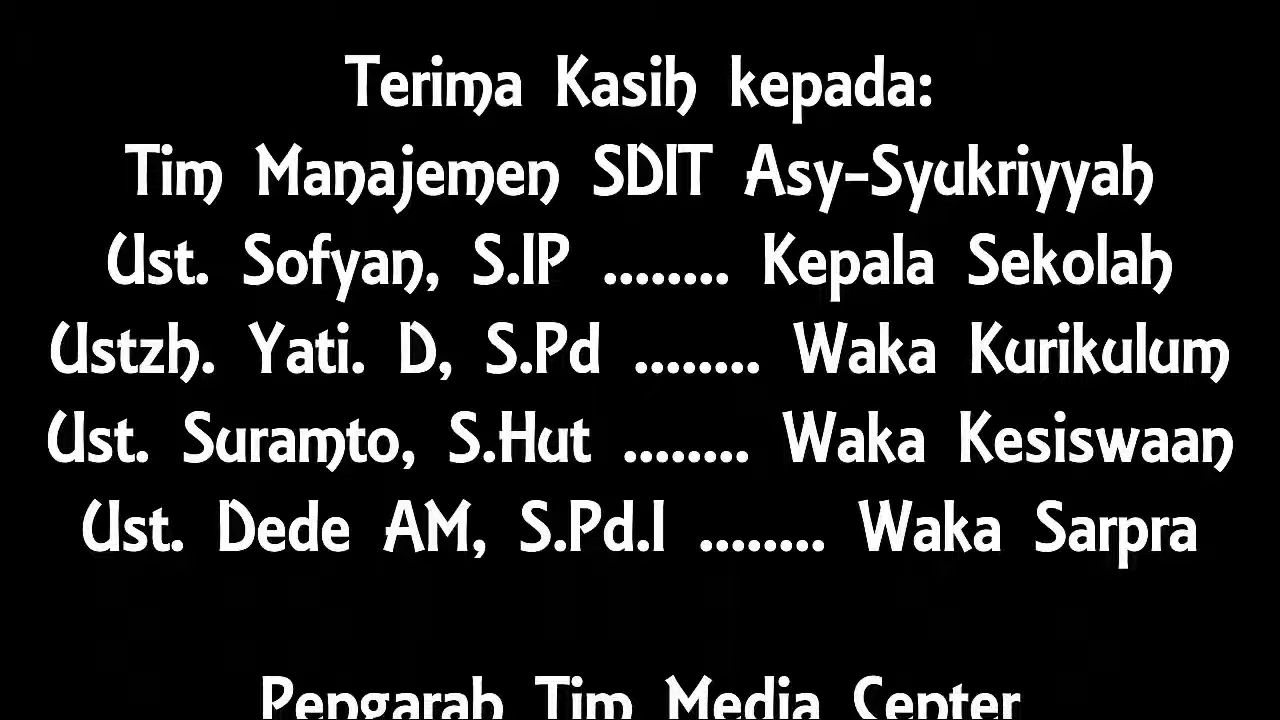 Terima Kasih kepada:
Tim Manajemen SDIT Asy-Syukriyyah
Ust. Sofyan, S.IP ........ Kepala Sekolah
Ustzh. Yati. D, S.Pd ........ Waka Kurikulum
Ust. Suramto, S.Hut ........ Waka Kesiswaan
Ust. Dede AM, S.Pd.I ........ Waka Sarpra
Pengarah Tim Media Center